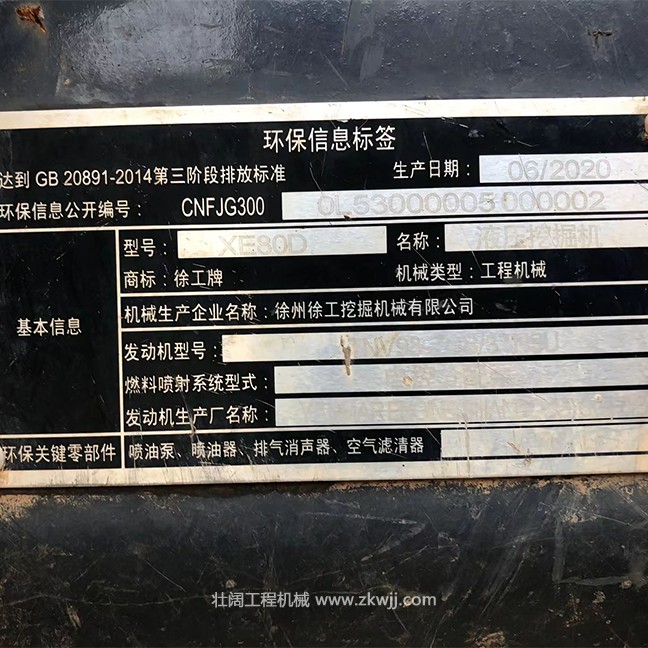 环保信息标签
达到 GB 20891-2014第三阶段排放标准 生产日期： 06/2020
环保信息公开编号： CNFJG300 0L53000005 000002
基本信息
型号： XE80D 名称： 液压挖掘机
商标：徐工牌 机械类型：工程机械
机械生产企业名称：徐州徐工挖掘机械有限公司
发动机型号：
燃料喷射系统型式：
发动机生产厂名称：
环保关键零部件 喷油泵、喷油器、排气消声器、空气滤清器
壮阔工程机械 www.zkwjj.com